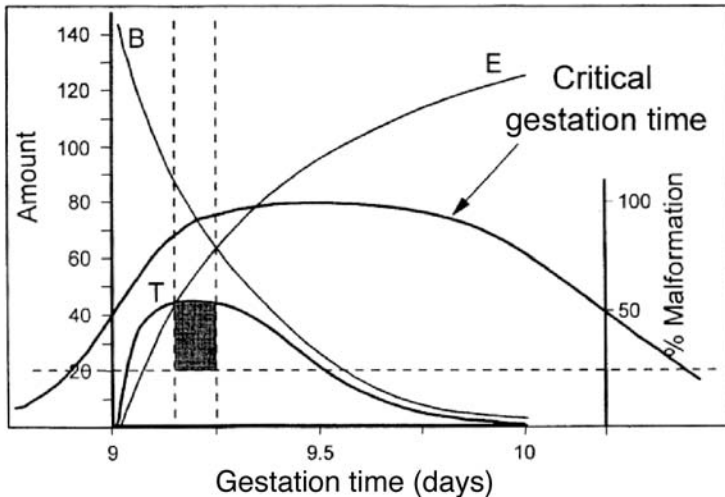 140
120
100
80
60
40
20
0
Amount
B
E
T
Critical
gestation time
100
50
% Malformation
9
9.5
10
Gestation time (days)